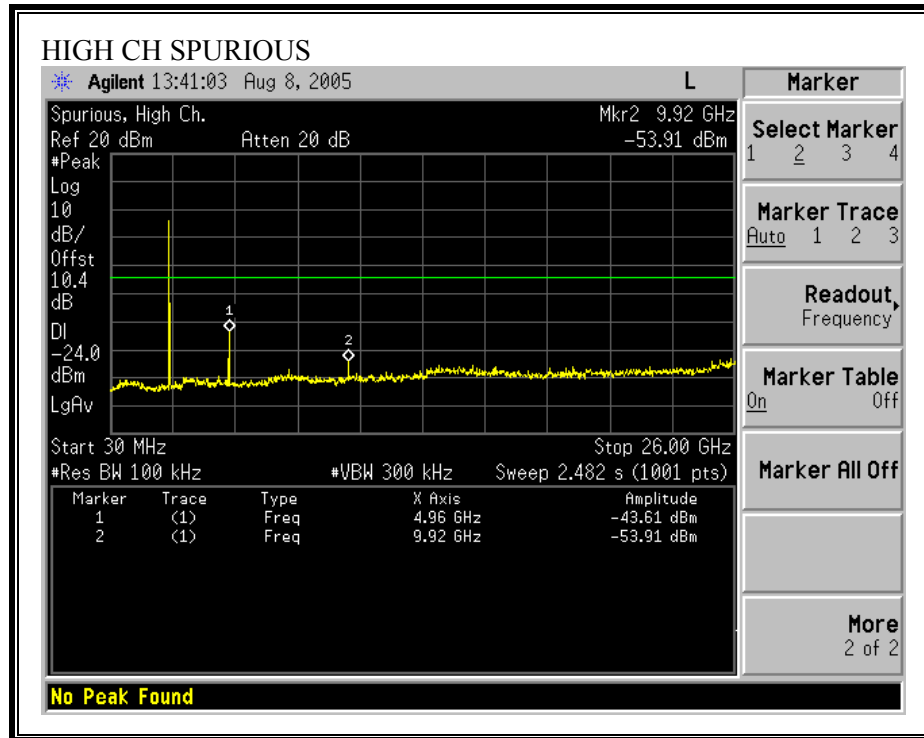 HIGH CH SPURIOUS
Agilent 13:41:03 Aug 8, 2005 L
Spurious, High Ch. Mkr2 9.92 GHz
Ref 20 dBm Atten 20 dB -53.91 dBm
#Peak
Log
10
dB/
Offst
10.4
dB
DI
-24.0
dBm
LgAv
1
2
Start 30 MHz Stop 26.00 GHz
#Res BW 100 kHz #VBW 300 kHz Sweep 2.482 s (1001 pts)
Marker Trace Type X Axis Amplitude
1 (1) Freq 4.96 GHz -43.61 dBm
2 (1) Freq 9.92 GHz -53.91 dBm
No Peak Found
Marker
Select Marker
1 2 3 4
Marker Trace
Auto 1 2 3
Readout
Frequency
Marker Table
On Off
Marker All Off
More
2 of 2